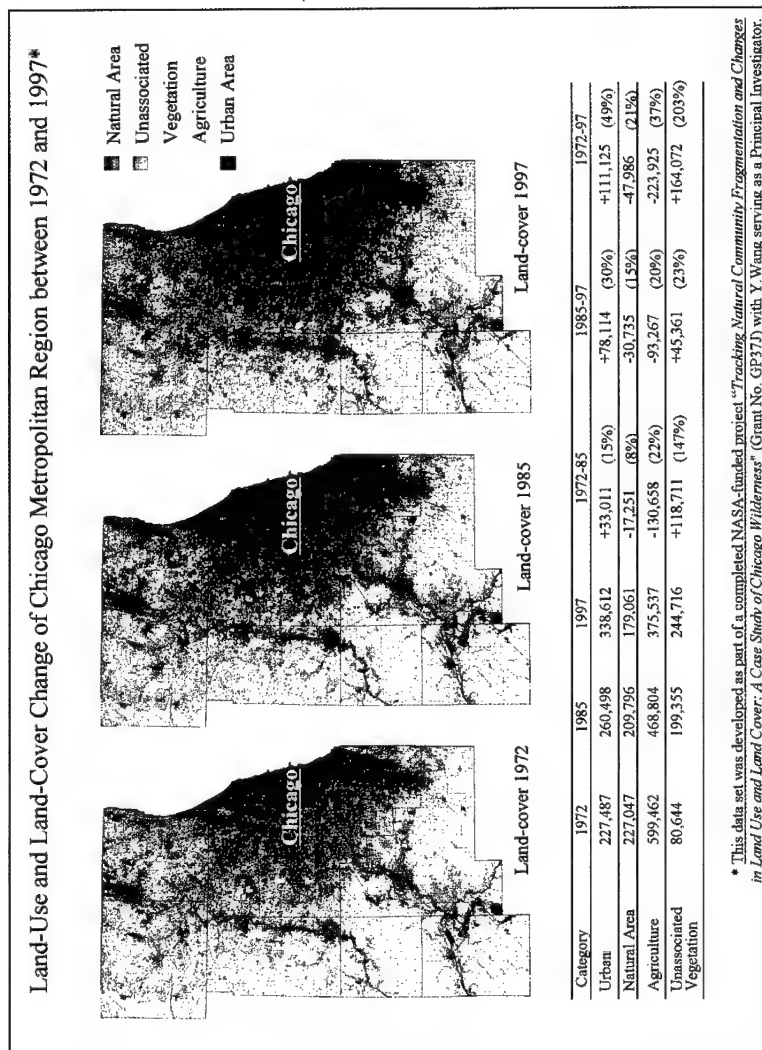 Land-Use and Land-Cover Change of Chicago Metropolitan Region between 1972 and 1997*
Natural Area
Unassociated
Vegetation
Agriculture
Urban Area
Chicago
Chicago
Chicago
Land-cover 1972
Land-cover 1985
Land-cover 1997
Category 1972 1985 1997 1972-85 1985-97 1972-97
Urban 227,487 260,498 338,612 +33,011 (15%) +78,114 (30%) +111,125 (49%)
Natural Area 227,047 209,796 179,061 -17,251 (8%) -30,735 (15%) -47,986 (21%)
Agriculture 599,462 468,804 375,537 -130,658 (22%) -93,267 (20%) -223,925 (37%)
Unassociated 80,644 199,355 244,716 +118,711 (147%) +45,361 (23%) +164,072 (203%)
Vegetation
* This data set was developed as part of a completed NASA-funded project "Tracking Natural Community Fragmentation and Changes
in Land Use and Land Cover: A Case Study of Chicago Wilderness" (Grant No. GP37J) with Y. Wang serving as a Principal Investigator.